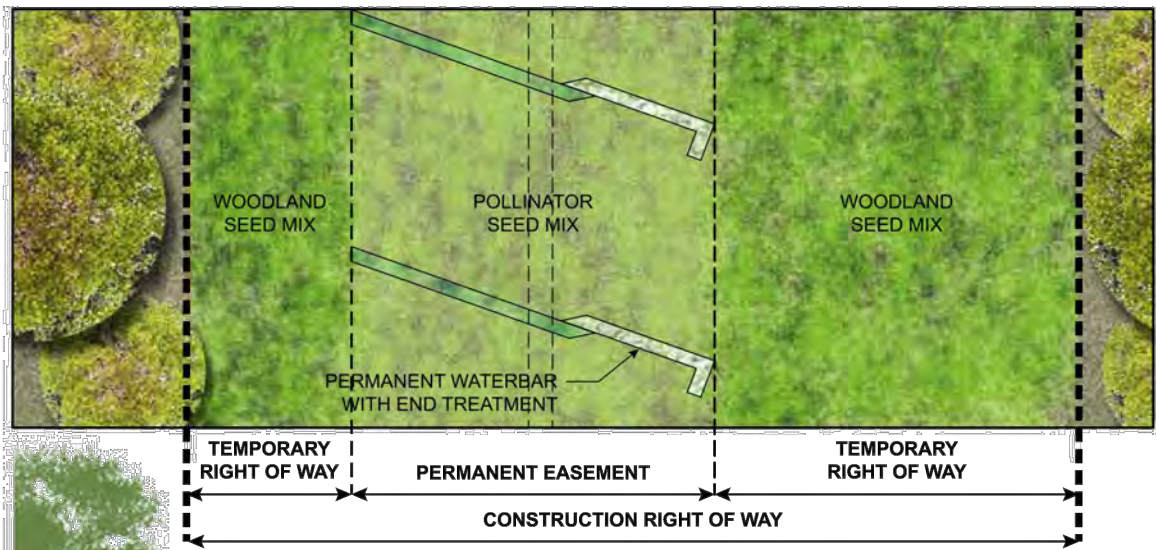 WOODLAND
SEED MIX
POLLINATOR
SEED MIX
WOODLAND
SEED MIX
PERMANENT WATERBAR
WITH END TREATMENT
TEMPORARY
RIGHT OF WAY
PERMANENT EASEMENT
TEMPORARY
RIGHT OF WAY
CONSTRUCTION RIGHT OF WAY